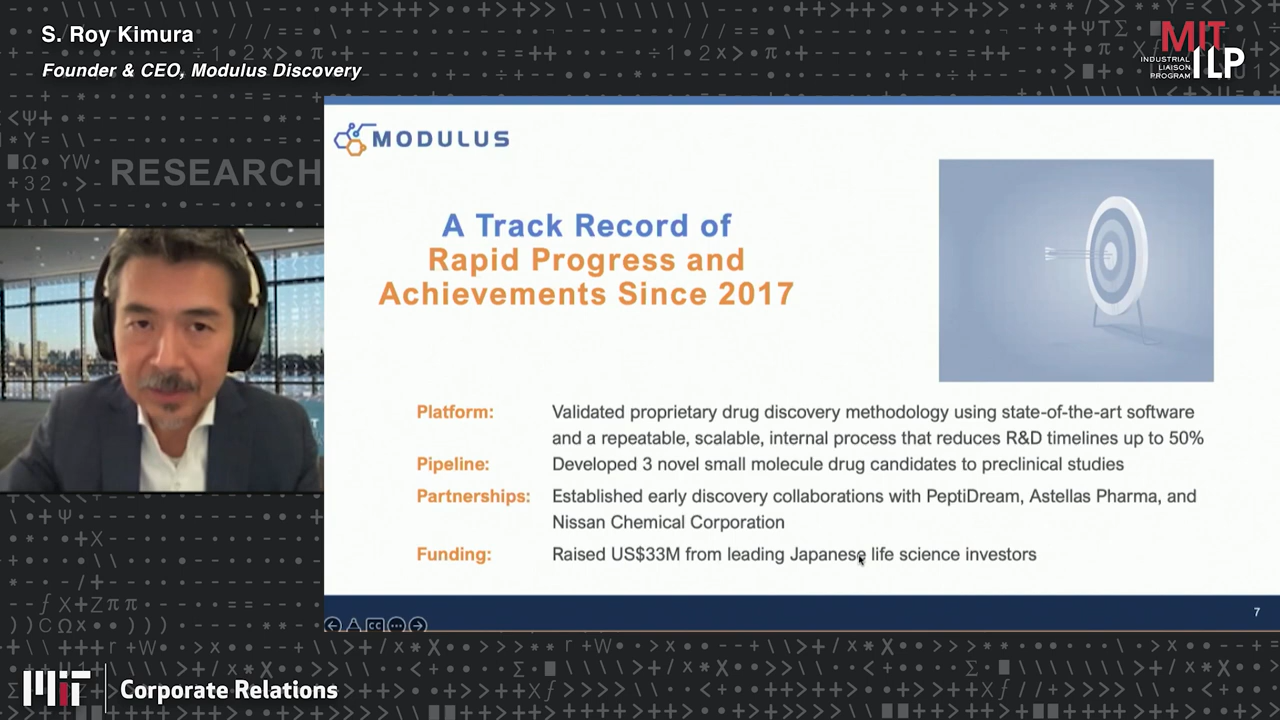 S. Roy Kimura
Founder & CEO, Modulus Discovery
MIT
INDUSTRIAL
LIAISON
PROGRAM
ILP
RESEARCH
MODULUS
A Track Record of
Rapid Progress and
Achievements Since 2017
Platform: Validated proprietary drug discovery methodology using state-of-the-art software
and a repeatable, scalable, internal process that reduces R&D timelines up to 50%
Pipeline: Developed 3 novel small molecule drug candidates to preclinical studies
Partnerships: Established early discovery collaborations with PeptiDream, Astellas Pharma, and
Nissan Chemical Corporation
Funding: Raised US$33M from leading Japanese life science investors
7
MIT
Corporate Relations